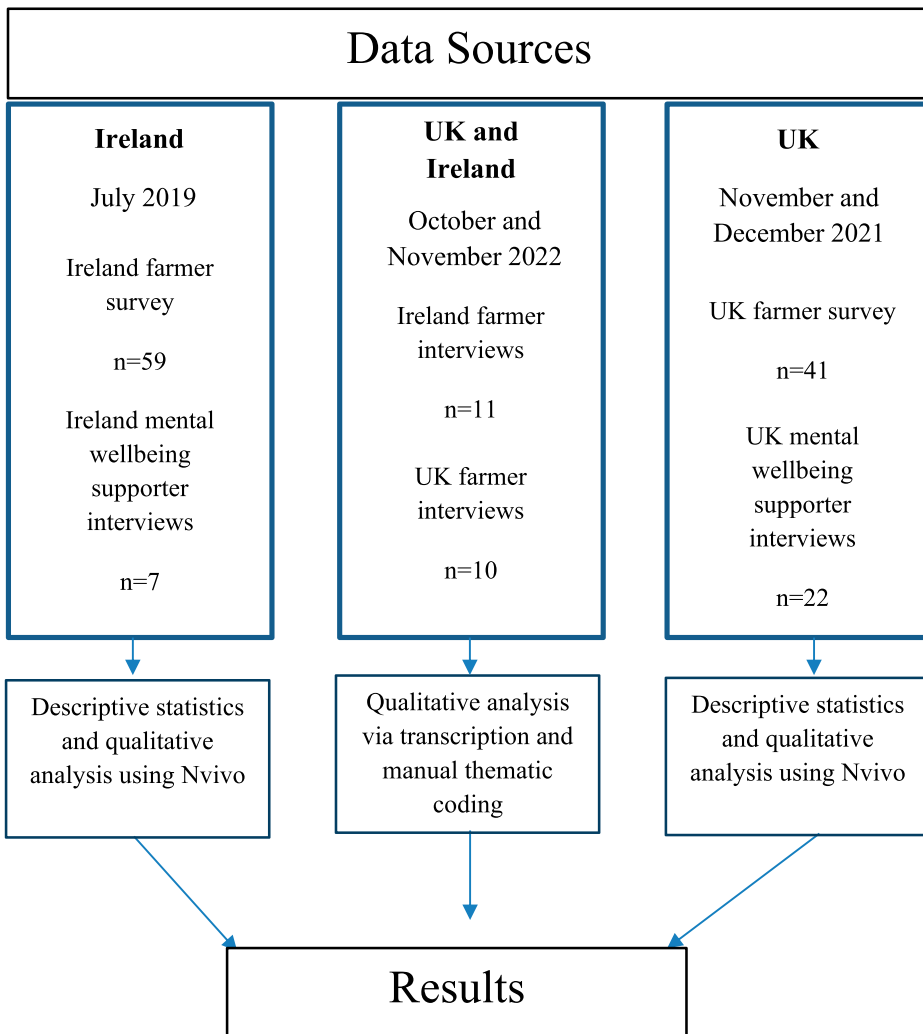 Data Sources
Ireland
July 2019
Ireland farmer
survey
n=59
Ireland mental
wellbeing
supporter
interviews
n=7
UK and
Ireland
October and
November 2022
Ireland farmer
interviews
n=11
UK farmer
interviews
n=10
UK
November and
December 2021
UK farmer survey
n=41
UK mental
wellbeing
supporter
interviews
n=22
Descriptive statistics
and qualitative
analysis using Nvivo
Qualitative analysis
via transcription and
manual thematic
coding
Descriptive statistics
and qualitative
analysis using Nvivo
Results